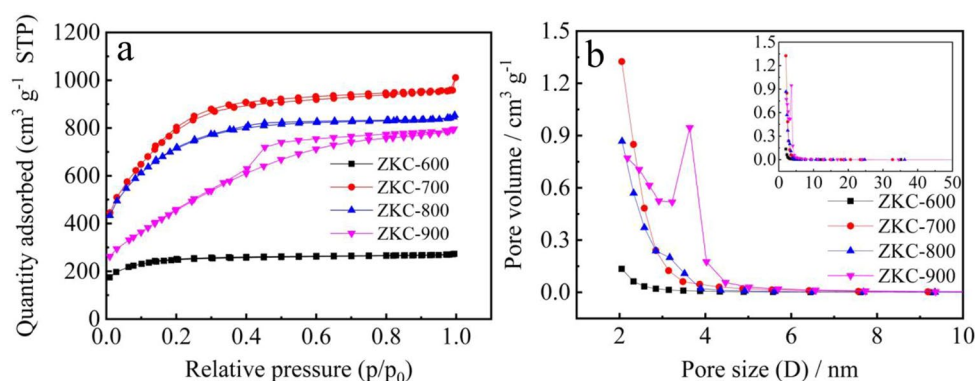 a
Quantity adsorbed (cm³ g⁻¹ STP)
1200
1000
800
600
400
200
0
ZKC-600
ZKC-700
ZKC-800
ZKC-900
0.0 0.2 0.4 0.6 0.8 1.0
Relative pressure (p/p₀)
b
Pore volume / cm³ g⁻¹
1.5
1.2
0.9
0.6
0.3
0.0
1.5
1.2
0.9
0.6
0.3
0.0
0 10 20 30 40 50
ZKC-600
ZKC-700
ZKC-800
ZKC-900
0 2 4 6 8 10
Pore size (D) / nm